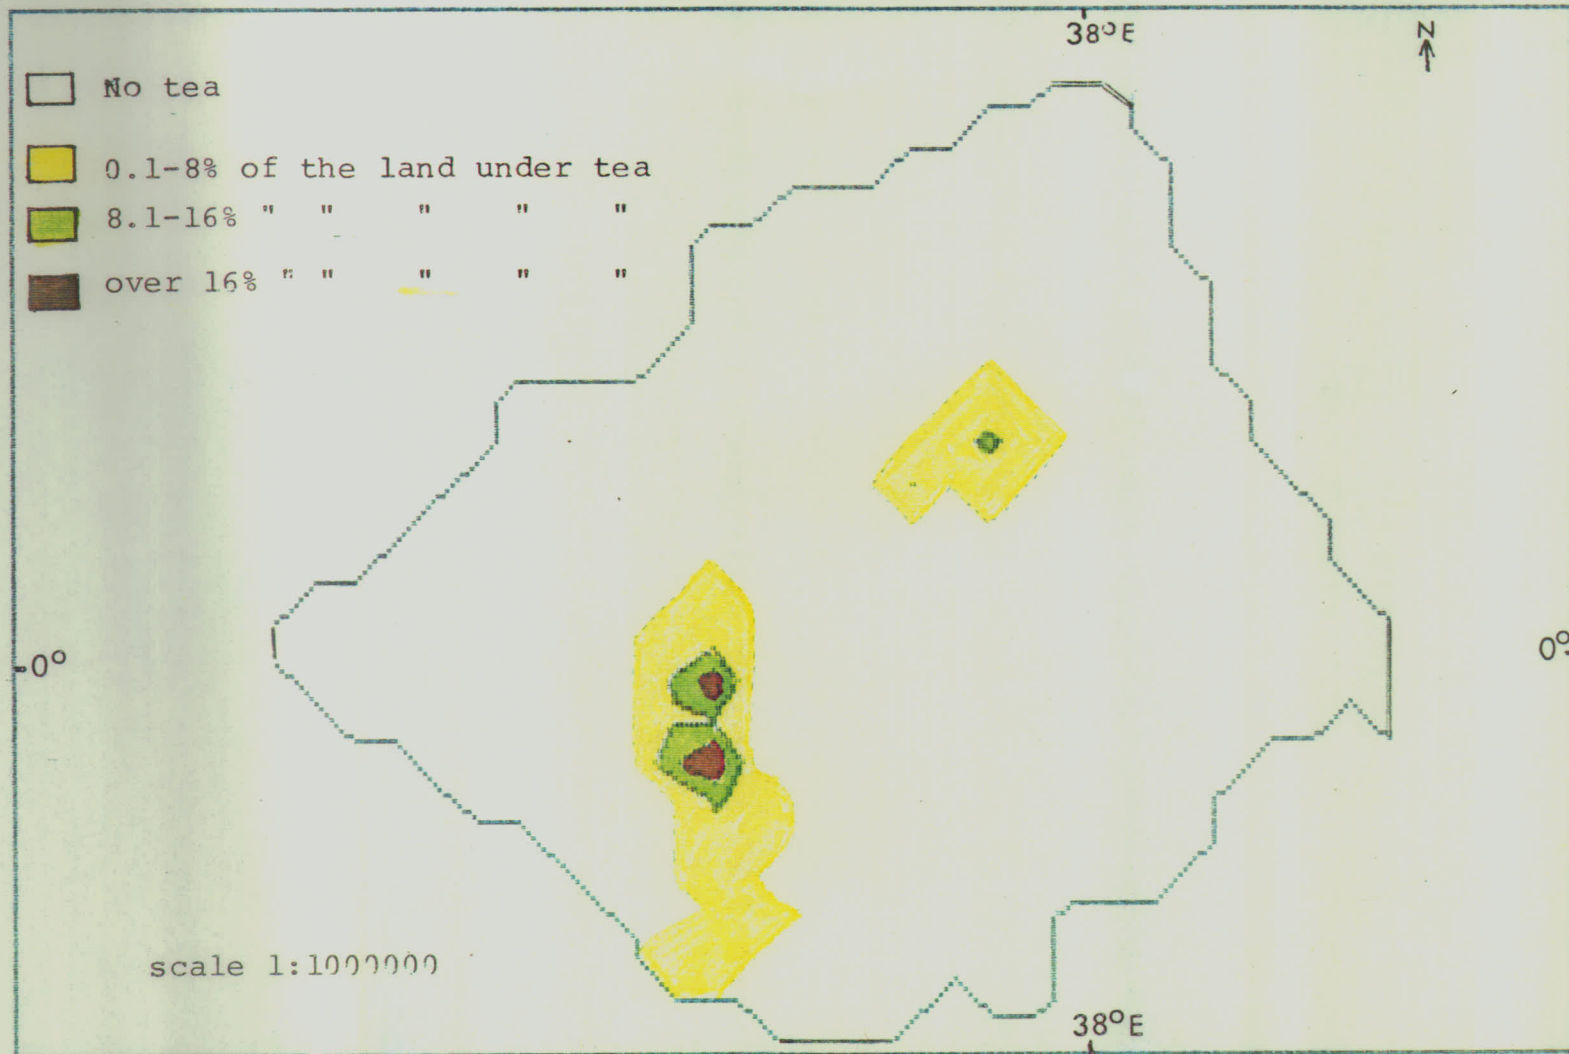 38°E
N
No tea
0.1-8% of the land under tea
8.1-16% " " " " "
over 16% " " " " "
0°
0°
scale 1:1000000
38°E